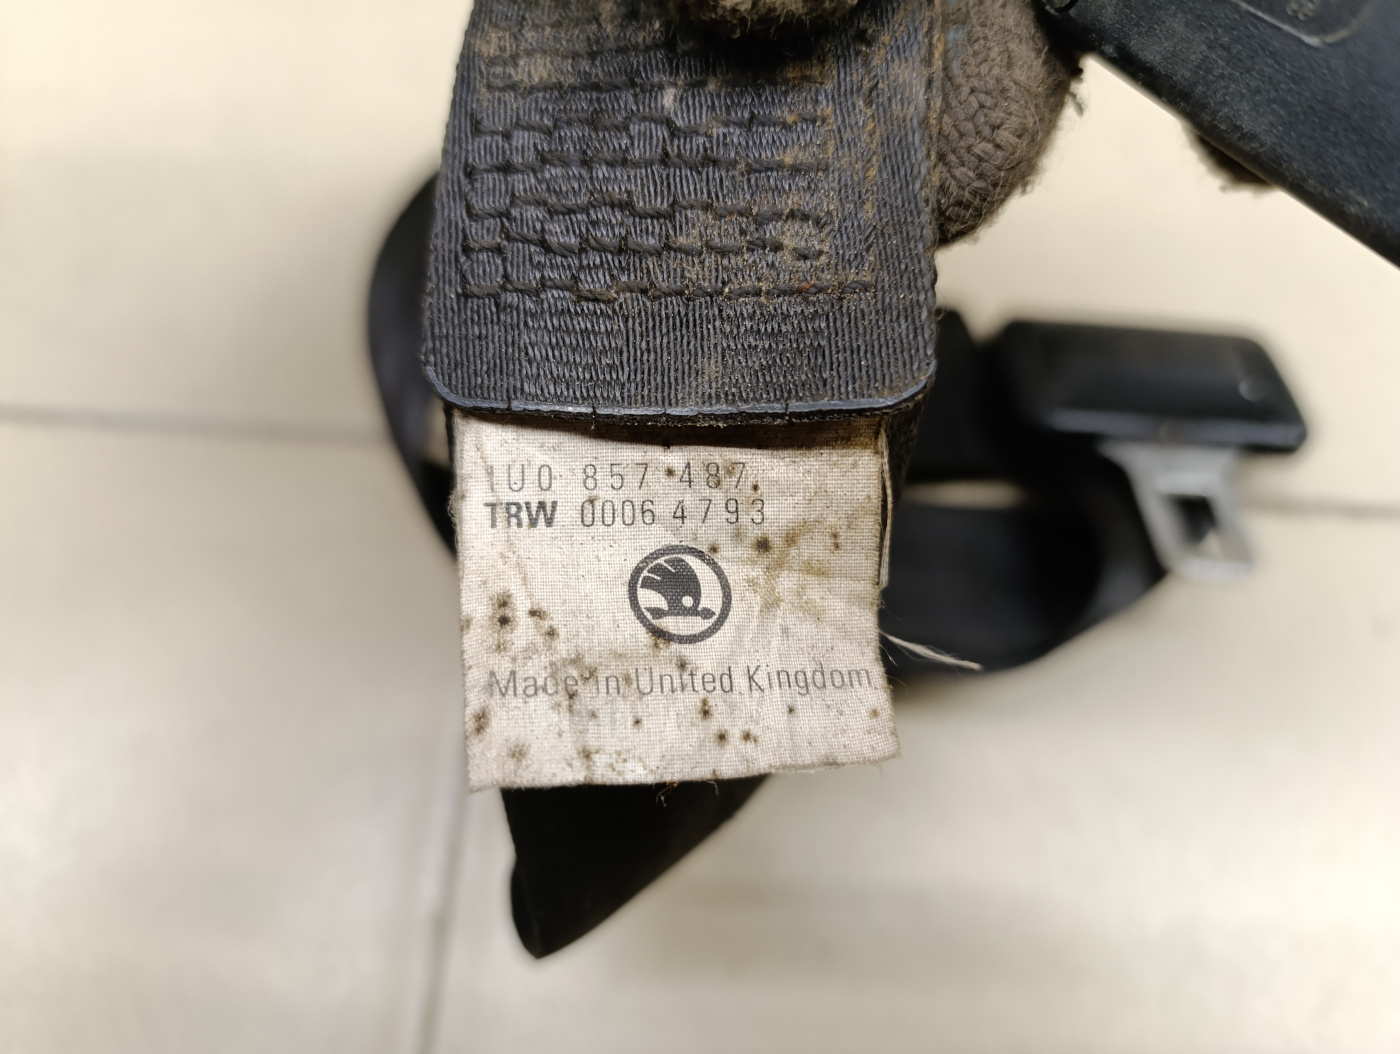 1U0 857 487
TRW 0006 4793
Made in United Kingdom